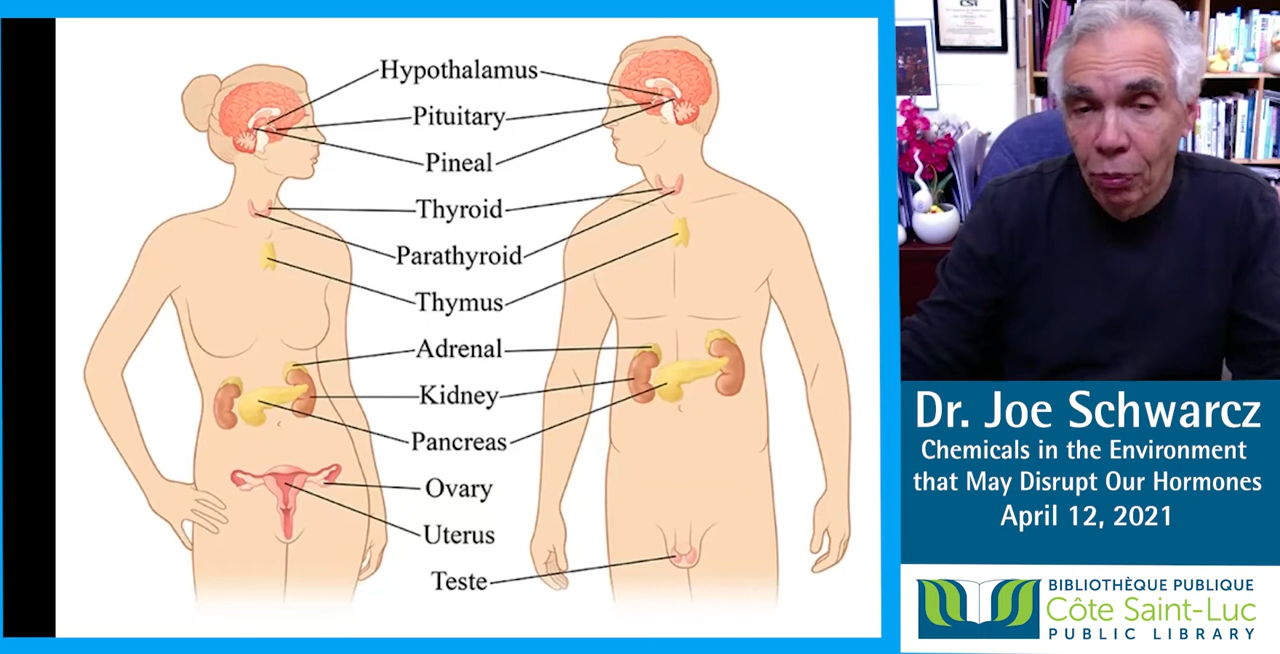 Hypothalamus
Pituitary
Pineal
Thyroid
Parathyroid
Thymus
Adrenal
Kidney
Pancreas
Ovary
Uterus
Teste
CSI
Dr. Joe Schwarcz
Chemicals in the Environment
that May Disrupt Our Hormones
April 12, 2021
BIBLIOTHÈQUE PUBLIQUE
Côte Saint-Luc
PUBLIC LIBRARY